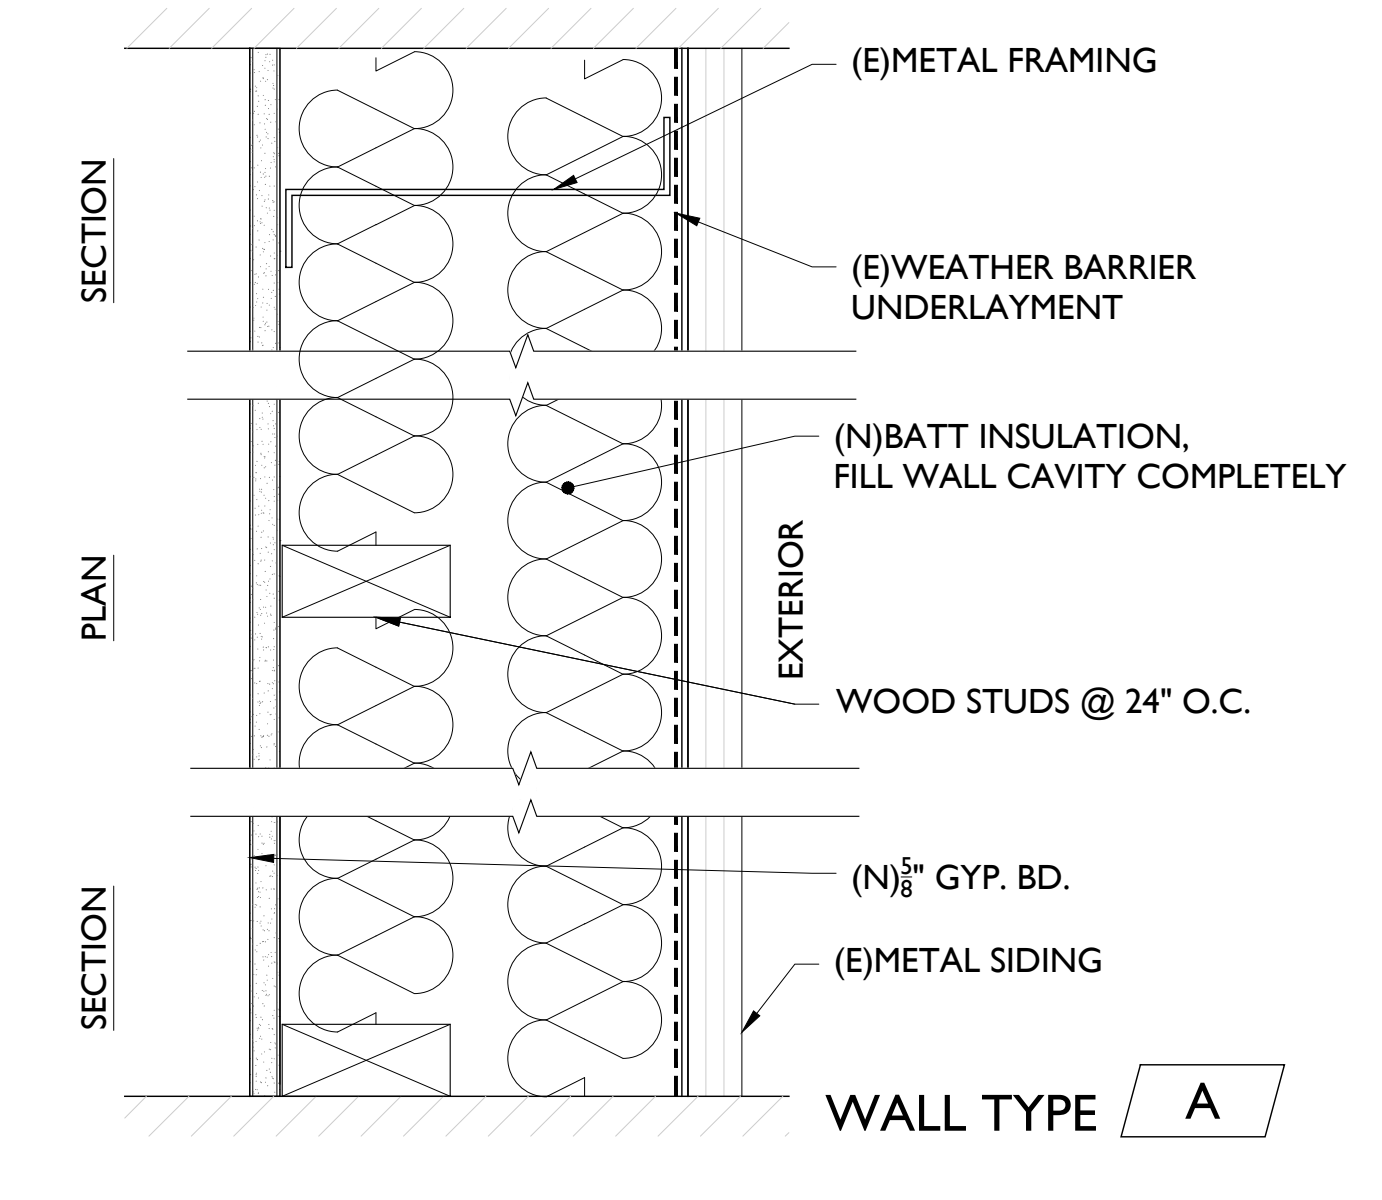 (E)METAL FRAMING
SECTION
(E)WEATHER BARRIER
UNDERLAYMENT
(N)BATT INSULATION,
FILL WALL CAVITY COMPLETELY
PLAN
EXTERIOR
WOOD STUDS @ 24" O.C.
(N)5/8" GYP. BD.
SECTION
(E)METAL SIDING
WALL TYPE A